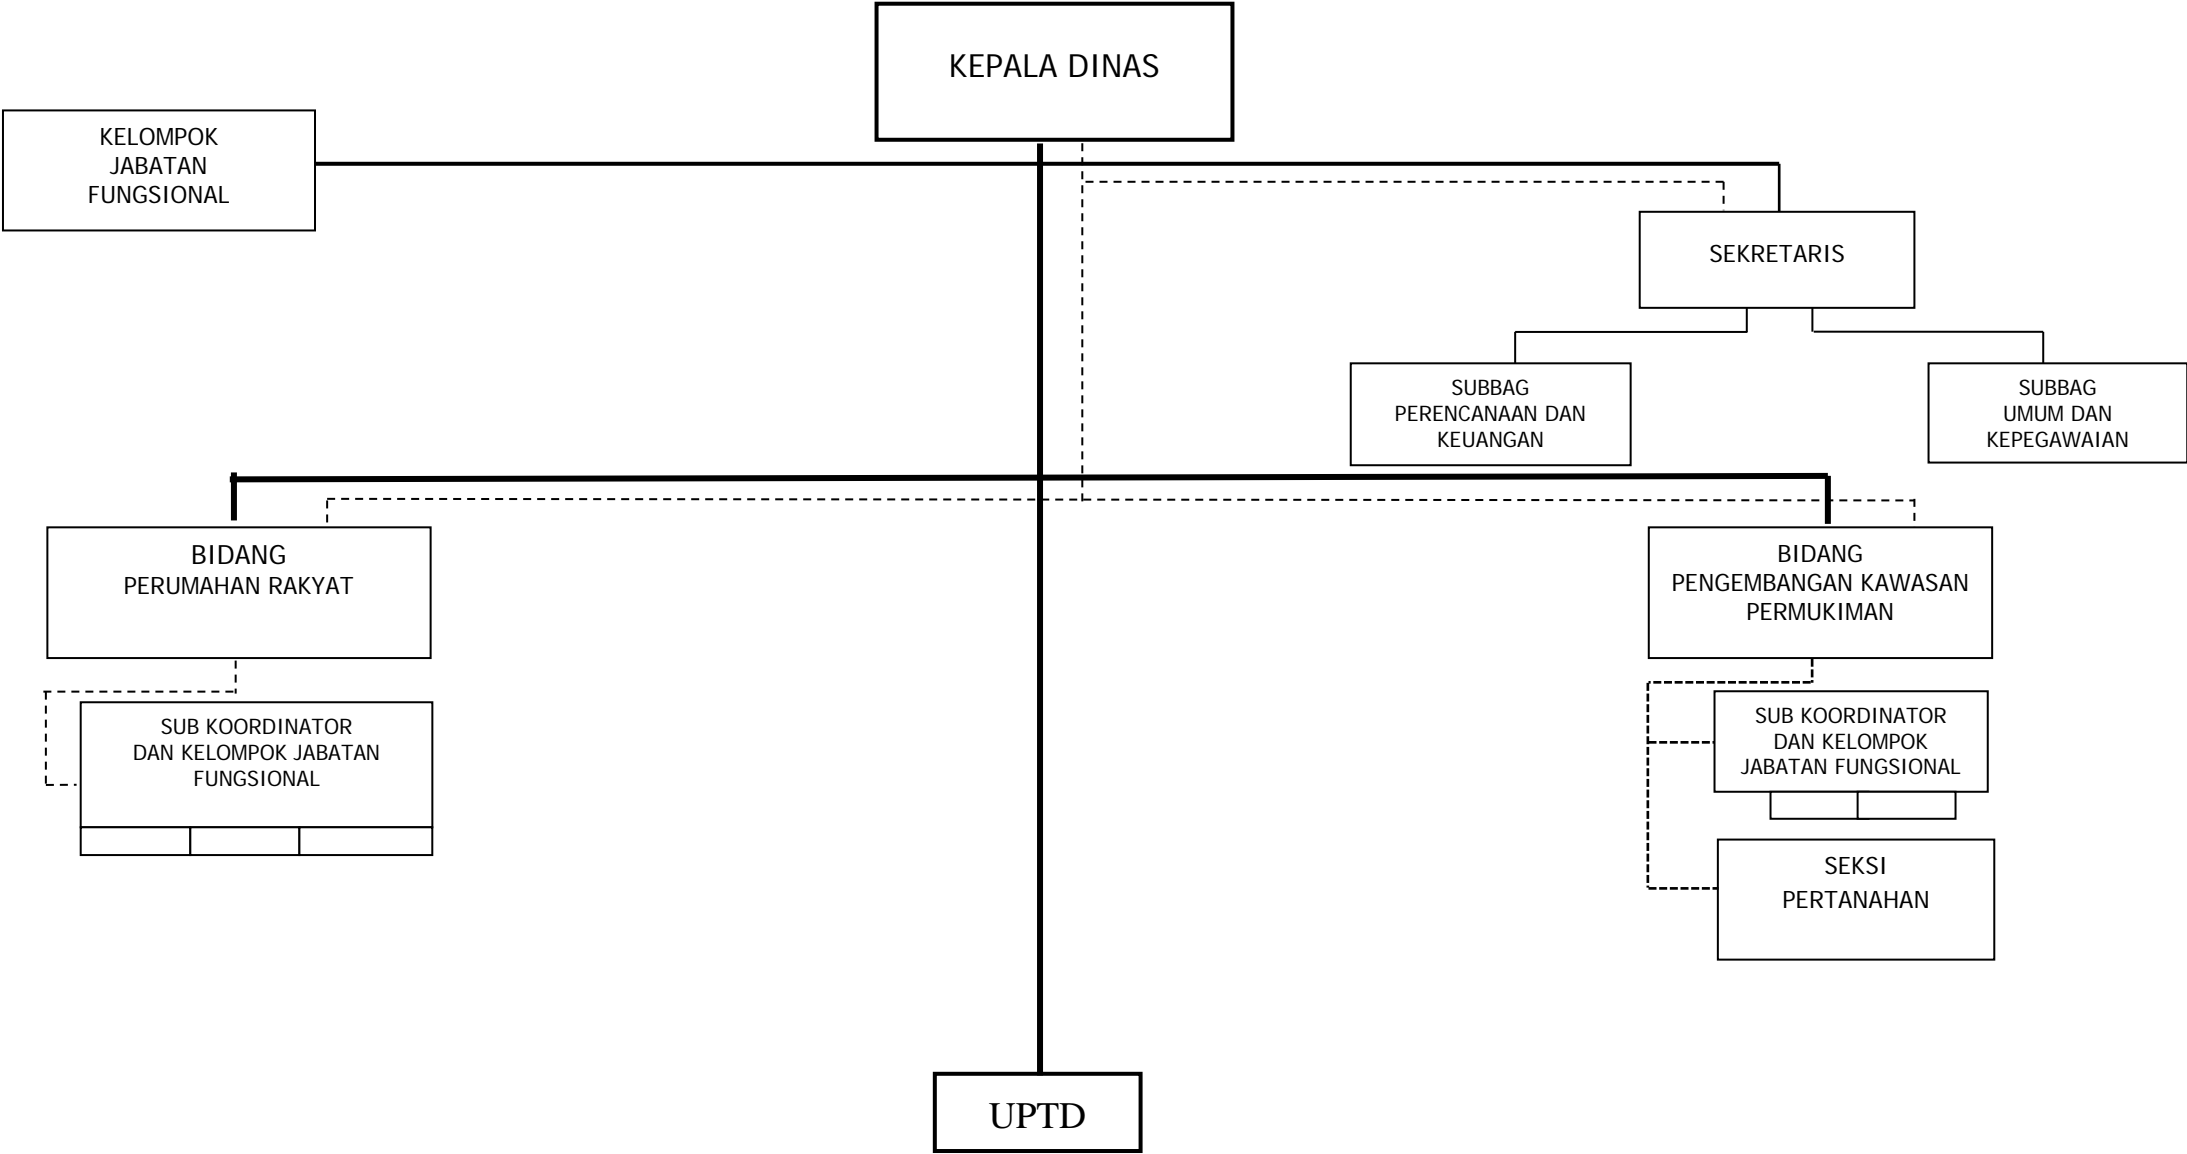 KEPALA DINAS
KELOMPOK
JABATAN
FUNGSIONAL
SEKRETARIS
SUBBAG
PERENCANAAN DAN
KEUANGAN
SUBBAG
UMUM DAN
KEPEGAWAIAN
BIDANG
PERUMAHAN RAKYAT
BIDANG
PENGEMBANGAN KAWASAN
PERMUKIMAN
SUB KOORDINATOR
DAN KELOMPOK JABATAN
FUNGSIONAL
SUB KOORDINATOR
DAN KELOMPOK
JABATAN FUNGSIONAL
SEKSI
PERTANAHAN
UPTD